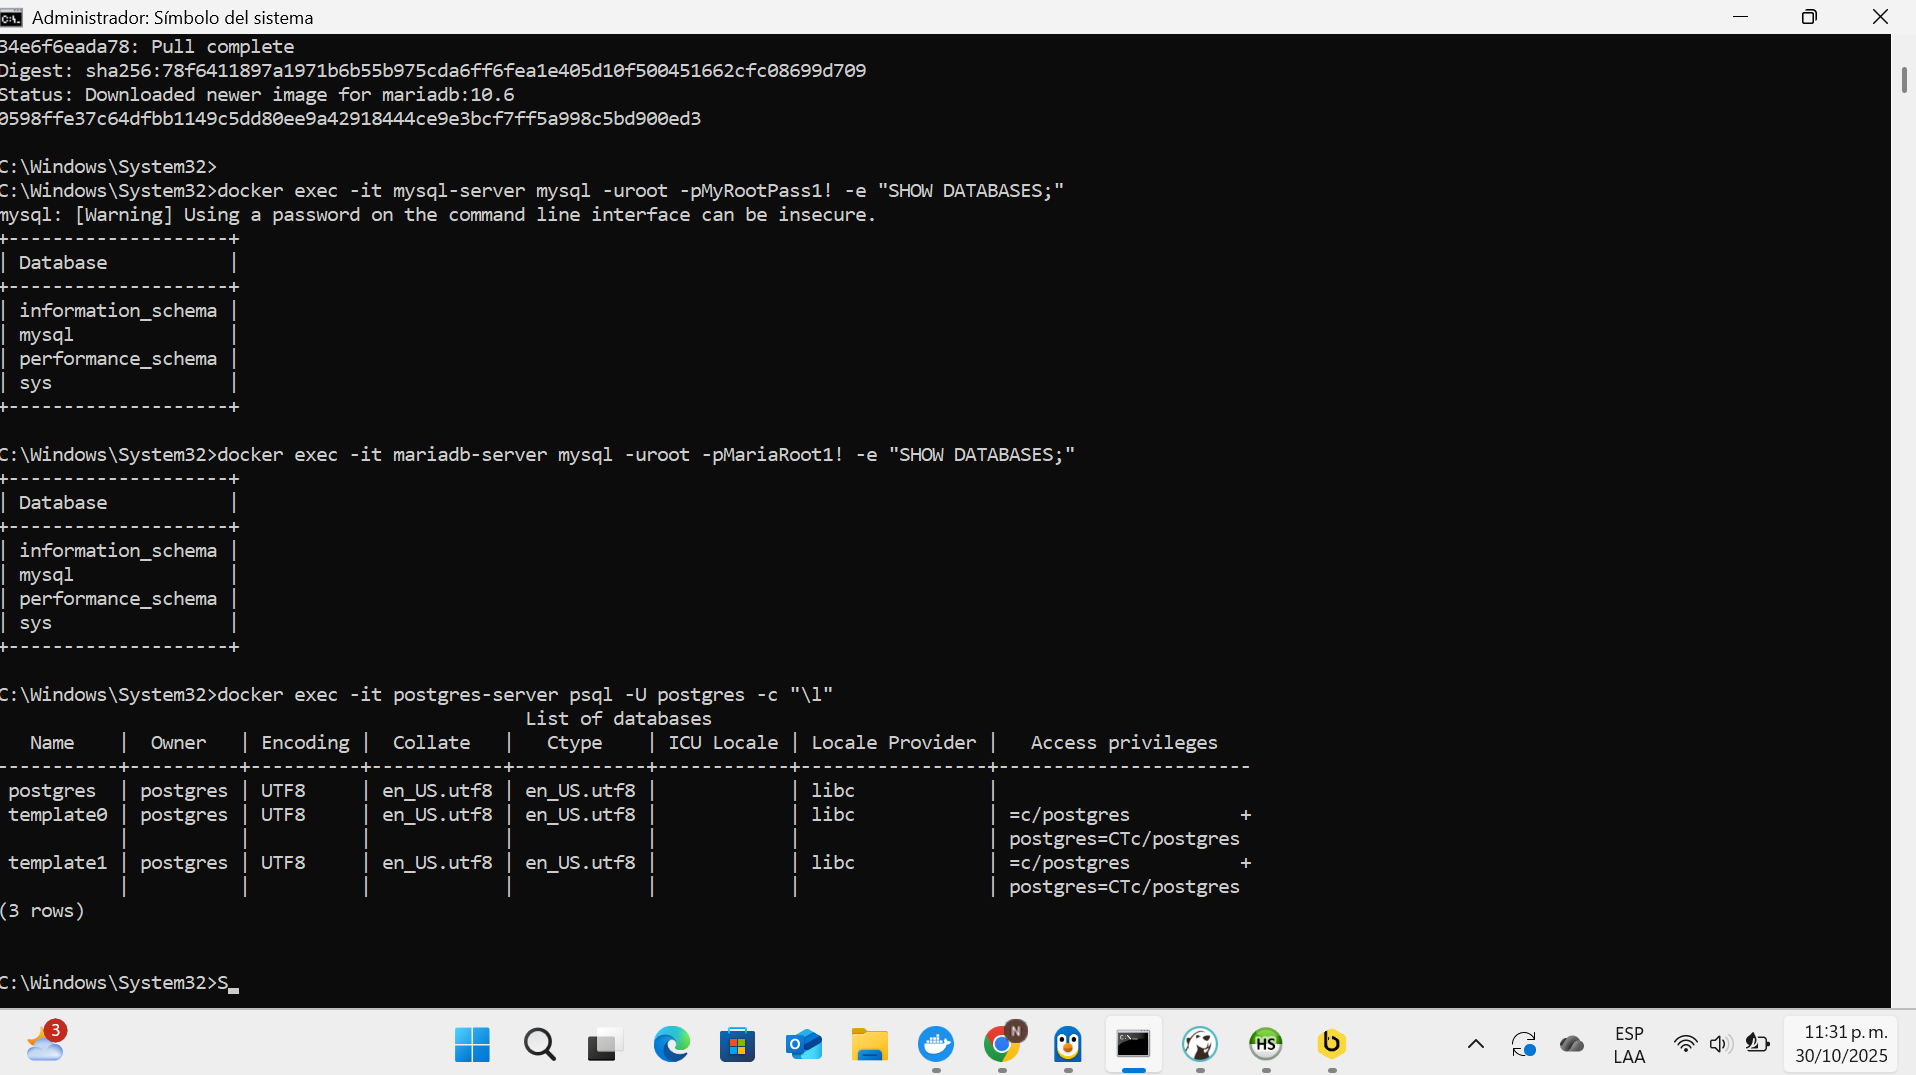 Administrador: Símbolo del sistema
34e6f6eada78: Pull complete
Digest: sha256:78f6411897a1971b6b55b975cda6ff6fea1e405d10f500451662cfc08699d709
Status: Downloaded newer image for mariadb:10.6
0598ffe37c64dfbb1149c5dd80ee9a42918444ce9e3bcf7ff5a998c5bd900ed3
C:\Windows\System32>
C:\Windows\System32>docker exec -it mysql-server mysql -uroot -pMyRootPass1! -e "SHOW DATABASES;"
mysql: [Warning] Using a password on the command line interface can be insecure.
+--------------------+
| Database           |
+--------------------+
| information_schema |
| mysql              |
| performance_schema |
| sys                |
+--------------------+
C:\Windows\System32>docker exec -it mariadb-server mysql -uroot -pMariaRoot1! -e "SHOW DATABASES;"
+--------------------+
| Database           |
+--------------------+
| information_schema |
| mysql              |
| performance_schema |
| sys                |
+--------------------+
C:\Windows\System32>docker exec -it postgres-server psql -U postgres -c "\l"
                                                List of databases
   Name    |  Owner   | Encoding |  Collate   |   Ctype    | ICU Locale | Locale Provider |   Access privileges
-----------+----------+----------+------------+------------+------------+-----------------+-----------------------
 postgres  | postgres | UTF8     | en_US.utf8 | en_US.utf8 |            | libc            |
 template0 | postgres | UTF8     | en_US.utf8 | en_US.utf8 |            | libc            | =c/postgres          +
           |          |          |            |            |            |                 | postgres=CTc/postgres
 template1 | postgres | UTF8     | en_US.utf8 | en_US.utf8 |            | libc            | =c/postgres          +
           |          |          |            |            |            |                 | postgres=CTc/postgres
(3 rows)
C:\Windows\System32>S_
3
N
HS
b
ESP
LAA
11:31 p. m.
30/10/2025